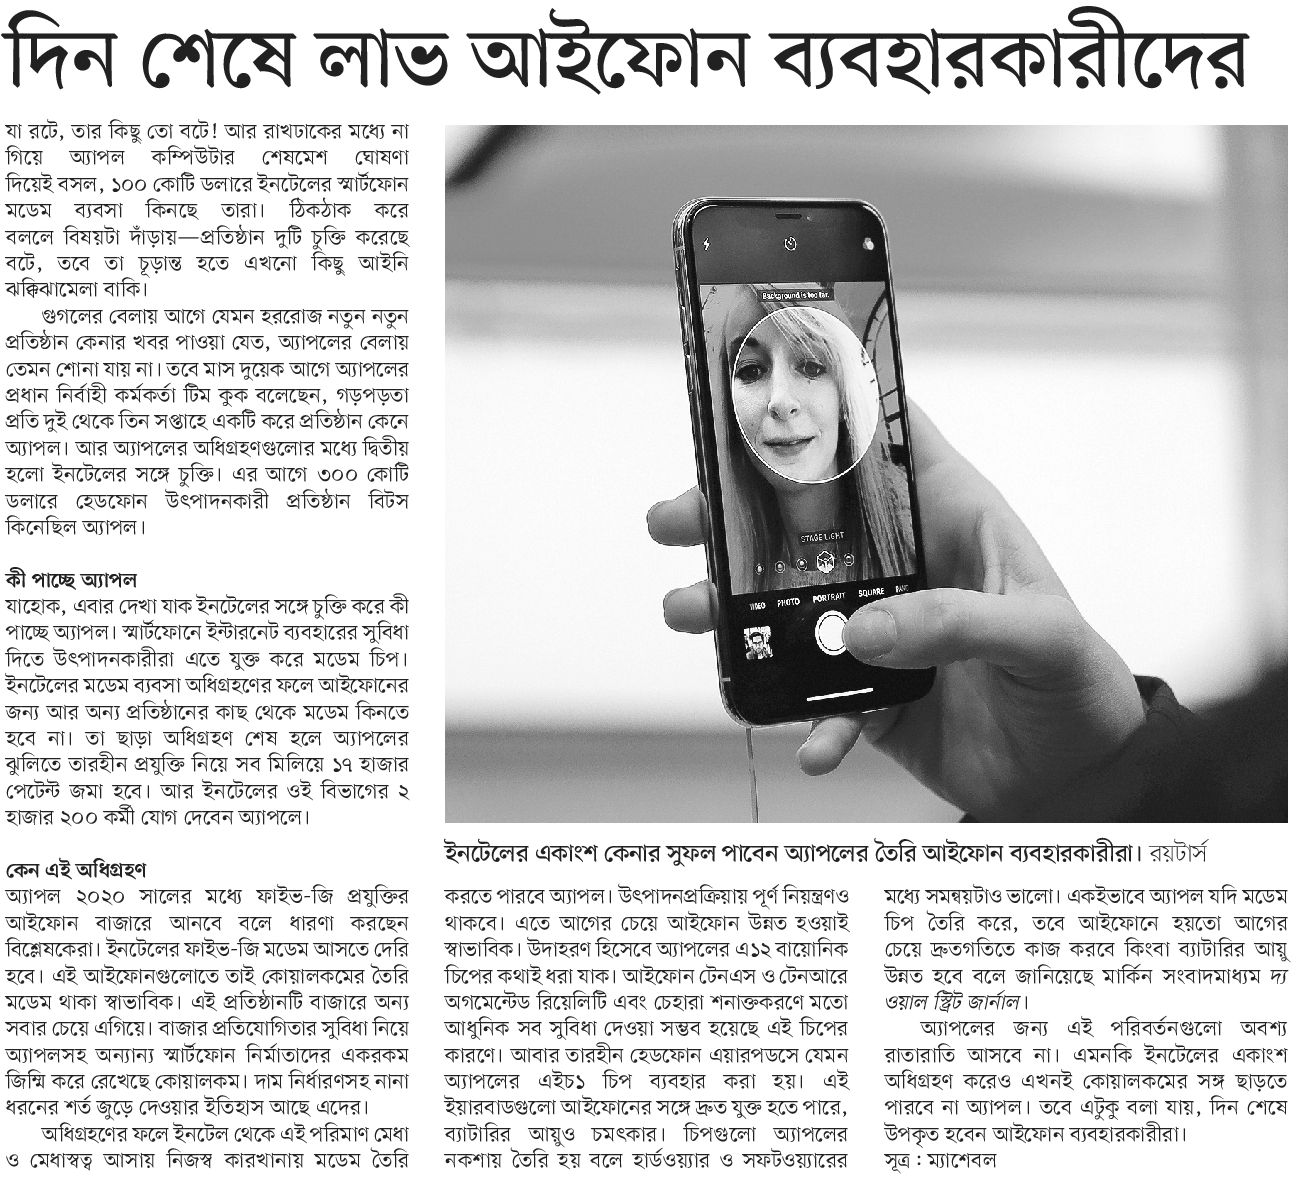 দিন শেষে লাভ আইফোন ব্যবহারকারীদের
যা রটে, তার কিছু তো বটে! আর রাখঢাকের মধ্যে না
গিয়ে অ্যাপল কম্পিউটার শেষমেশ ঘোষণা
দিয়েই বসল, ১০০ কোটি ডলারে ইনটেলের স্মার্টফোন
মডেম ব্যবসা কিনছে তারা। ঠিকঠাক করে
বললে বিষয়টা দাঁড়ায়—প্রতিষ্ঠান দুটি চুক্তি করেছে
বটে, তবে তা চূড়ান্ত হতে এখনো কিছু আইনি
ঝক্কিঝামেলা বাকি।
গুগলের বেলায় আগে যেমন হররোজ নতুন নতুন
প্রতিষ্ঠান কেনার খবর পাওয়া যেত, অ্যাপলের বেলায়
তেমন শোনা যায় না। তবে মাস দুয়েক আগে অ্যাপলের
প্রধান নির্বাহী কর্মকর্তা টিম কুক বলেছেন, গড়পড়তা
প্রতি দুই থেকে তিন সপ্তাহে একটি করে প্রতিষ্ঠান কেনে
অ্যাপল। আর অ্যাপলের অধিগ্রহণগুলোর মধ্যে দ্বিতীয়
হলো ইনটেলের সঙ্গে চুক্তি। এর আগে ৩০০ কোটি
ডলারে হেডফোন উৎপাদনকারী প্রতিষ্ঠান বিটস
কিনেছিল অ্যাপল।
কী পাচ্ছে অ্যাপল
যাহোক, এবার দেখা যাক ইনটেলের সঙ্গে চুক্তি করে কী
পাচ্ছে অ্যাপল। স্মার্টফোনে ইন্টারনেট ব্যবহারের সুবিধা
দিতে উৎপাদনকারীরা এতে যুক্ত করে মডেম চিপ।
ইনটেলের মডেম ব্যবসা অধিগ্রহণের ফলে আইফোনের
জন্য আর অন্য প্রতিষ্ঠানের কাছ থেকে মডেম কিনতে
হবে না। তা ছাড়া অধিগ্রহণ শেষ হলে অ্যাপলের
ঝুলিতে তারহীন প্রযুক্তি নিয়ে সব মিলিয়ে ১৭ হাজার
পেটেন্ট জমা হবে। আর ইনটেলের ওই বিভাগের ২
হাজার ২০০ কর্মী যোগ দেবেন অ্যাপলে।
কেন এই অধিগ্রহণ
অ্যাপল ২০২০ সালের মধ্যে ফাইভ-জি প্রযুক্তির
আইফোন বাজারে আনবে বলে ধারণা করছেন
বিশ্লেষকেরা। ইনটেলের ফাইভ-জি মডেম আসতে দেরি
হবে। এই আইফোনগুলোতে তাই কোয়ালকমের তৈরি
মডেম থাকা স্বাভাবিক। এই প্রতিষ্ঠানটি বাজারে অন্য
সবার চেয়ে এগিয়ে। বাজার প্রতিযোগিতার সুবিধা নিয়ে
অ্যাপলসহ অন্যান্য স্মার্টফোন নির্মাতাদের একরকম
জিম্মি করে রেখেছে কোয়ালকম। দাম নির্ধারণসহ নানা
ধরনের শর্ত জুড়ে দেওয়ার ইতিহাস আছে এদের।
অধিগ্রহণের ফলে ইনটেল থেকে এই পরিমাণ মেধা
ও মেধাস্বত্ব আসায় নিজস্ব কারখানায় মডেম তৈরি
Background is too far.
STAGE LIGHT
VIDEO PHOTO PORTRAIT SQUARE PANO
ইনটেলের একাংশ কেনার সুফল পাবেন অ্যাপলের তৈরি আইফোন ব্যবহারকারীরা। রয়টার্স
করতে পারবে অ্যাপল। উৎপাদনপ্রক্রিয়ায় পূর্ণ নিয়ন্ত্রণও
থাকবে। এতে আগের চেয়ে আইফোন উন্নত হওয়াই
স্বাভাবিক। উদাহরণ হিসেবে অ্যাপলের এ১২ বায়োনিক
চিপের কথাই ধরা যাক। আইফোন টেনএস ও টেনআরে
অগমেন্টেড রিয়েলিটি এবং চেহারা শনাক্তকরণে মতো
আধুনিক সব সুবিধা দেওয়া সম্ভব হয়েছে এই চিপের
কারণে। আবার তারহীন হেডফোন এয়ারপডসে যেমন
অ্যাপলের এইচ১ চিপ ব্যবহার করা হয়। এই
ইয়ারবাডগুলো আইফোনের সঙ্গে দ্রুত যুক্ত হতে পারে,
ব্যাটারির আয়ুও চমৎকার। চিপগুলো অ্যাপলের
নকশায় তৈরি হয় বলে হার্ডওয়্যার ও সফটওয়্যারের
মধ্যে সমন্বয়টাও ভালো। একইভাবে অ্যাপল যদি মডেম
চিপ তৈরি করে, তবে আইফোনে হয়তো আগের
চেয়ে দ্রুতগতিতে কাজ করবে কিংবা ব্যাটারির আয়ু
উন্নত হবে বলে জানিয়েছে মার্কিন সংবাদমাধ্যম দ্য
ওয়াল স্ট্রিট জার্নাল।
অ্যাপলের জন্য এই পরিবর্তনগুলো অবশ্য
রাতারাতি আসবে না। এমনকি ইনটেলের একাংশ
অধিগ্রহণ করেও এখনই কোয়ালকমের সঙ্গ ছাড়তে
পারবে না অ্যাপল। তবে এটুকু বলা যায়, দিন শেষে
উপকৃত হবেন আইফোন ব্যবহারকারীরা।
সূত্র : ম্যাশেবল